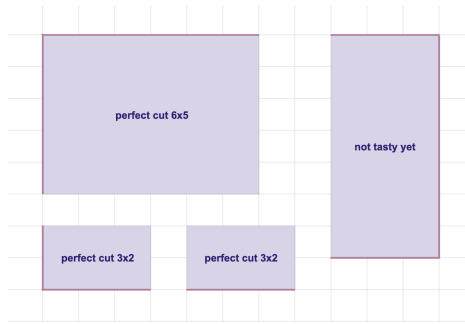 perfect cut 6x5
not tasty yet
perfect cut 3x2
perfect cut 3x2